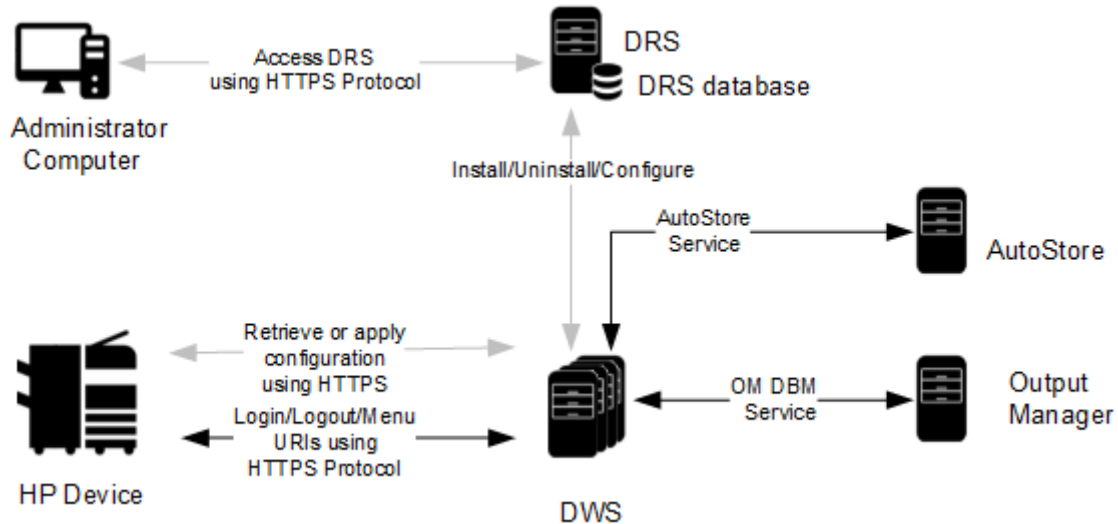 Access DRS
using HTTPS Protocol
DRS
DRS database
Administrator
Computer
Install/Uninstall/Configure
AutoStore
Service
AutoStore
Retrieve or apply
configuration
using HTTPS
OM DBM
Service
Output
Manager
Login/Logout/Menu
URIs using
HTTPS Protocol
HP Device
DWS